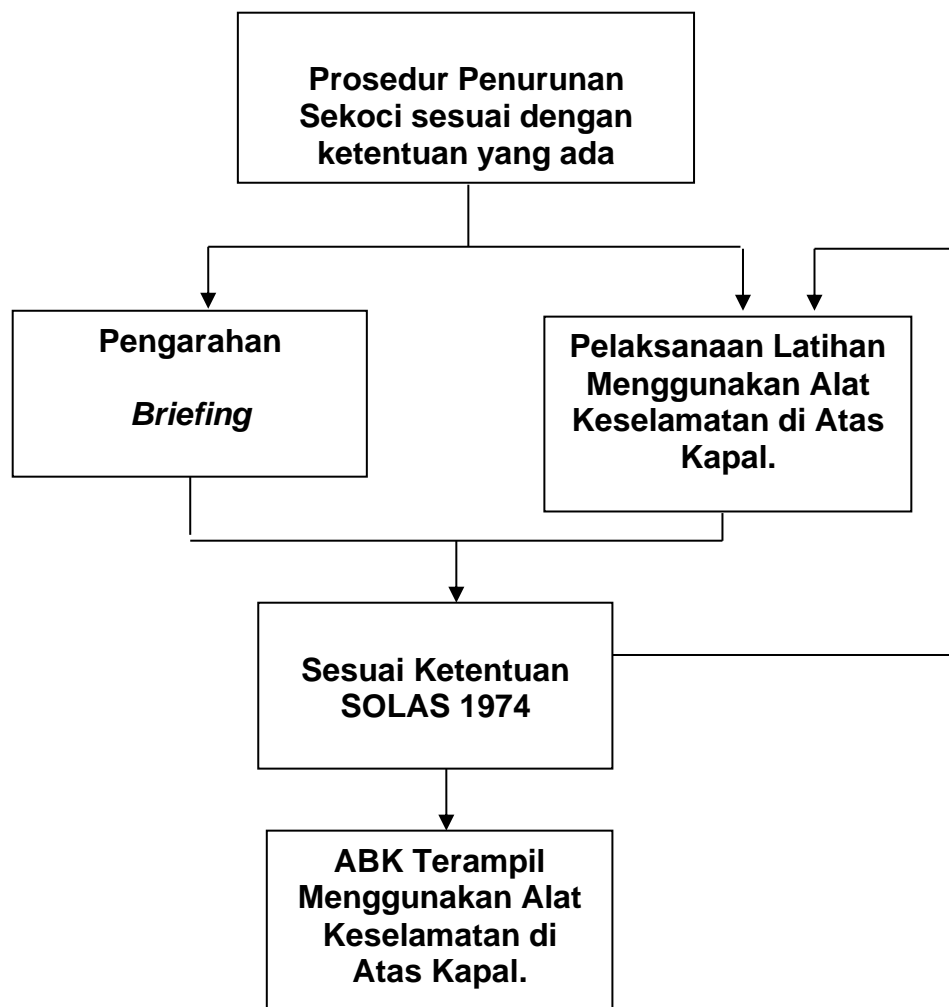 Prosedur Penurunan
Sekoci sesuai dengan
ketentuan yang ada
Pengarahan
Briefing
Pelaksanaan Latihan
Menggunakan Alat
Keselamatan di Atas
Kapal.
Sesuai Ketentuan
SOLAS 1974
ABK Terampil
Menggunakan Alat
Keselamatan di
Atas Kapal.